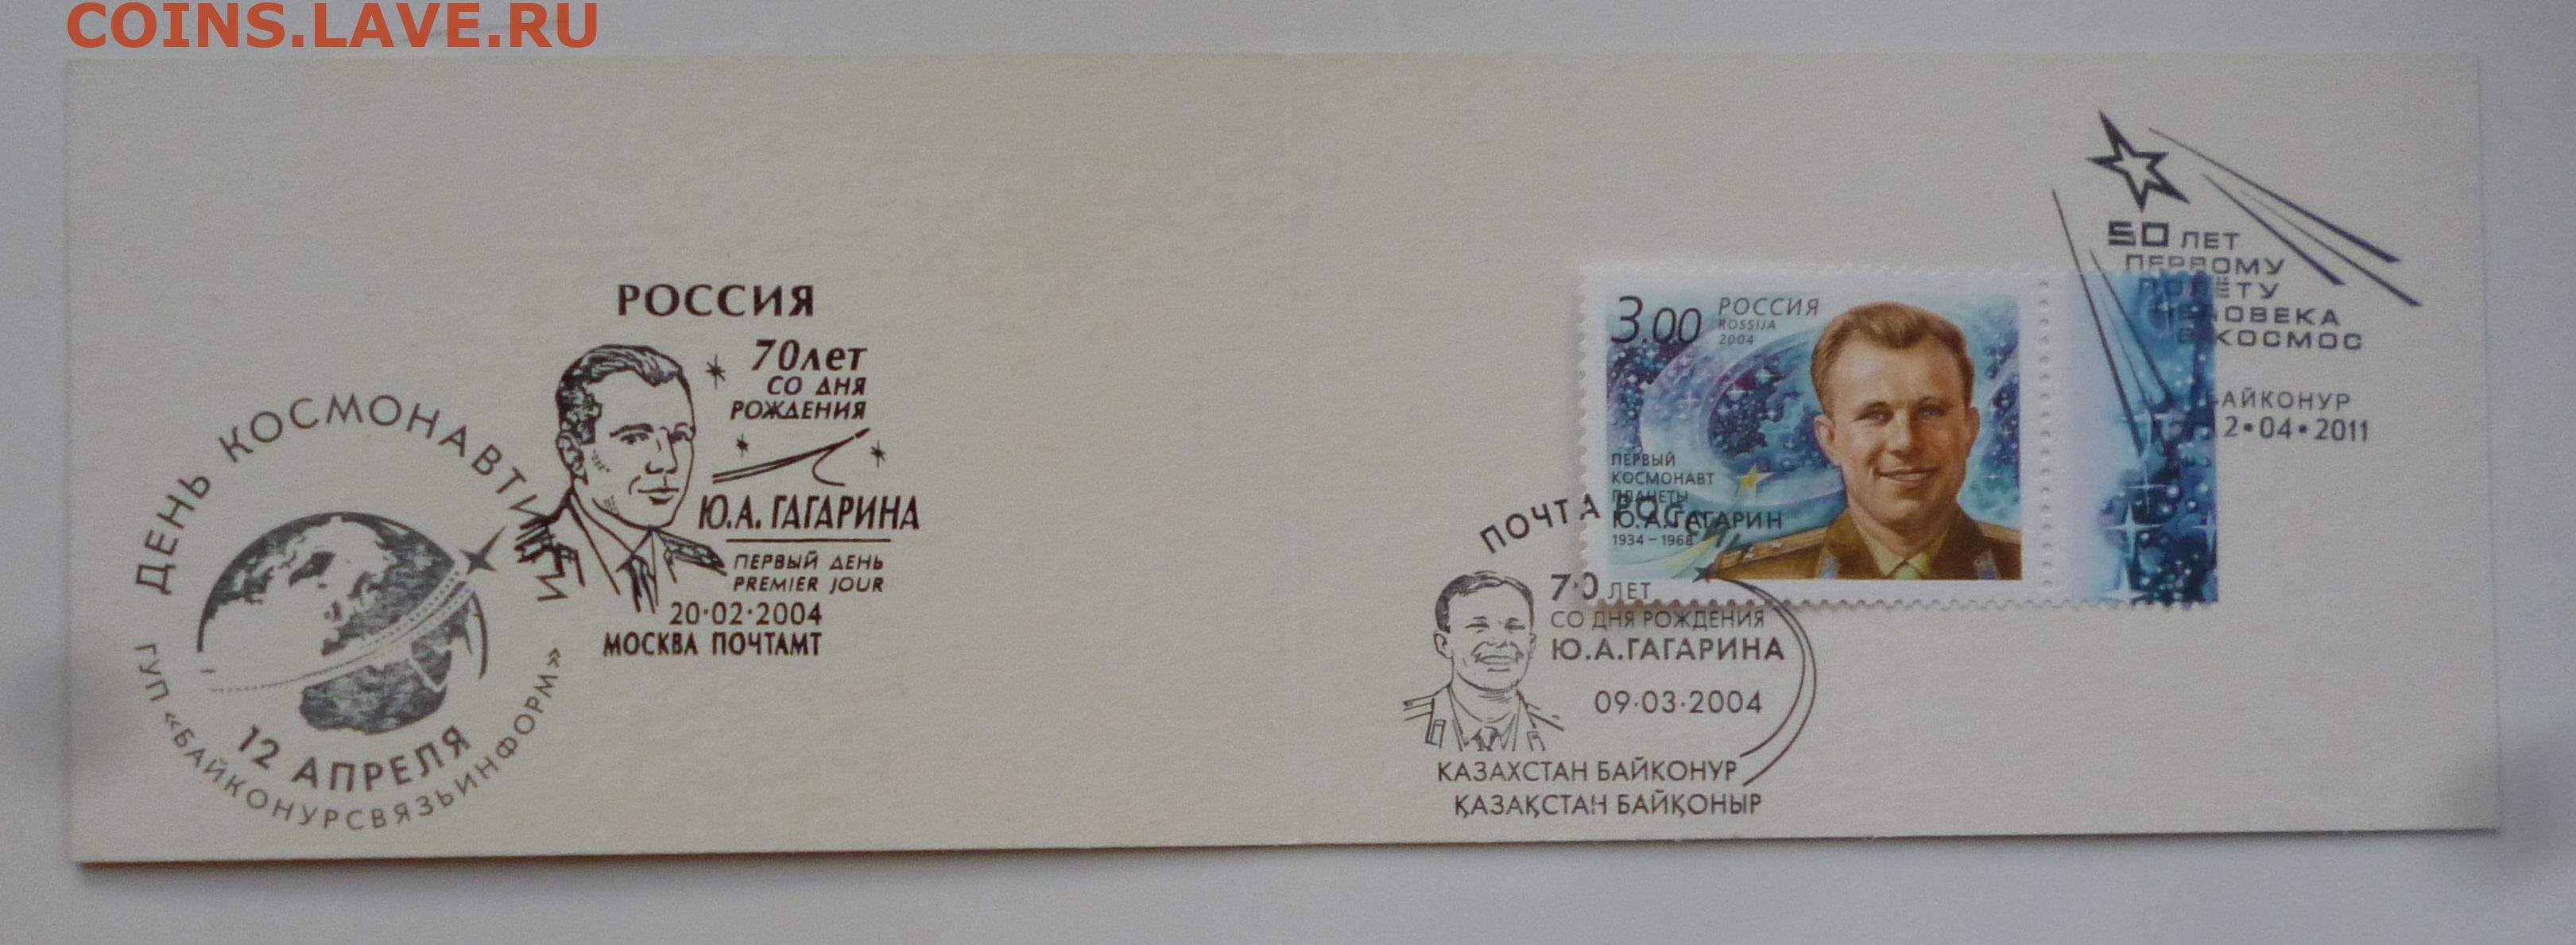 COINS.LAVE.RU
ДЕНЬ КОСМОНАВТИКИ
12 АПРЕЛЯ
ГУП «БАЙКОНУРСВЯЗЬИНФОРМ»
РОССИЯ
70лет
СО ДНЯ
РОЖДЕНИЯ
Ю.А. ГАГАРИНА
ПЕРВЫЙ ДЕНЬ
PREMIER JOUR
20·02·2004
МОСКВА ПОЧТАМТ
3.00
РОССИЯ
ROSSIJA
2004
ПЕРВЫЙ
КОСМОНАВТ
ПЛАНЕТЫ
Ю.А.ГАГАРИН
1934–1968
50 ЛЕТ
ПЕРВОМУ
ПОЛЁТУ
ЧЕЛОВЕКА
В КОСМОС
БАЙКОНУР
12•04•2011
ПОЧТА РОССИИ
70 ЛЕТ
СО ДНЯ РОЖДЕНИЯ
Ю.А.ГАГАРИНА
09·03·2004
КАЗАХСТАН БАЙКОНУР
ҚАЗАҚСТАН БАЙҚОНЫР